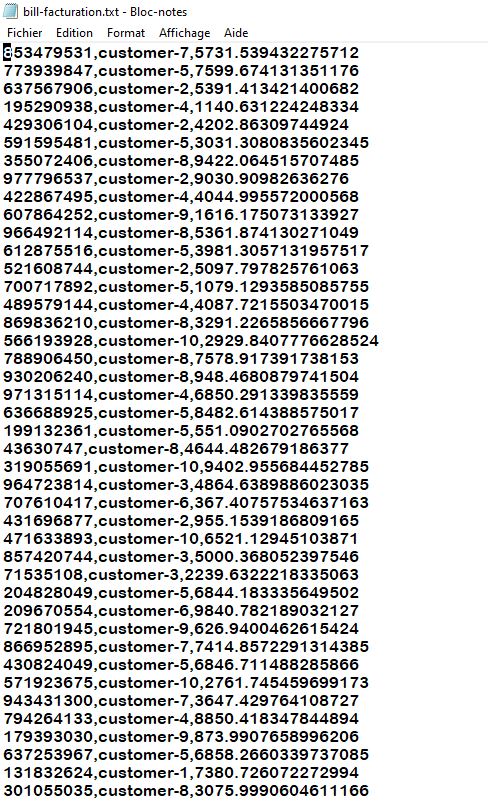 bill-facturation.txt - Bloc-notes
Fichier Edition Format Affichage Aide
853479531,customer-7,5731.539432275712
773939847,customer-5,7599.674131351176
637567906,customer-2,5391.413421400682
195290938,customer-4,1140.631224248334
429306104,customer-2,4202.86309744924
591595481,customer-5,3031.3080835602345
355072406,customer-8,9422.064515707485
977796537,customer-2,9030.90982636276
422867495,customer-4,4044.995572000568
607864252,customer-9,1616.175073133927
966492114,customer-8,5361.874130271049
612875516,customer-5,3981.3057131957517
521608744,customer-2,5097.797825761063
700717892,customer-5,1079.1293585085755
489579144,customer-4,4087.7215503470015
869836210,customer-8,3291.2265856667796
566193928,customer-10,2929.8407776628524
788906450,customer-8,7578.917391738153
930206240,customer-8,948.4680879741504
971315114,customer-4,6850.291339835559
636688925,customer-5,8482.614388575017
199132361,customer-5,551.0902702765568
43630747,customer-8,4644.482679186377
319055691,customer-10,9402.955684452785
964723814,customer-3,4864.6389886023035
707610417,customer-6,367.40757534637163
431696877,customer-2,955.1539186809165
471633893,customer-10,6521.12945103871
857420744,customer-3,5000.368052397546
71535108,customer-3,2239.6322218335063
204828049,customer-5,6844.183335649502
209670554,customer-6,9840.782189032127
721801945,customer-9,626.9400462615424
866952895,customer-7,7414.8572291314385
430824049,customer-5,6846.711488285866
571923675,customer-10,2761.745459699173
943431300,customer-7,3647.429764108727
794264133,customer-4,8850.418347844894
179393030,customer-9,873.9907658996206
637253967,customer-5,6858.2660339737085
131832624,customer-1,7380.726072272994
301055035,customer-8,3075.9990604611166